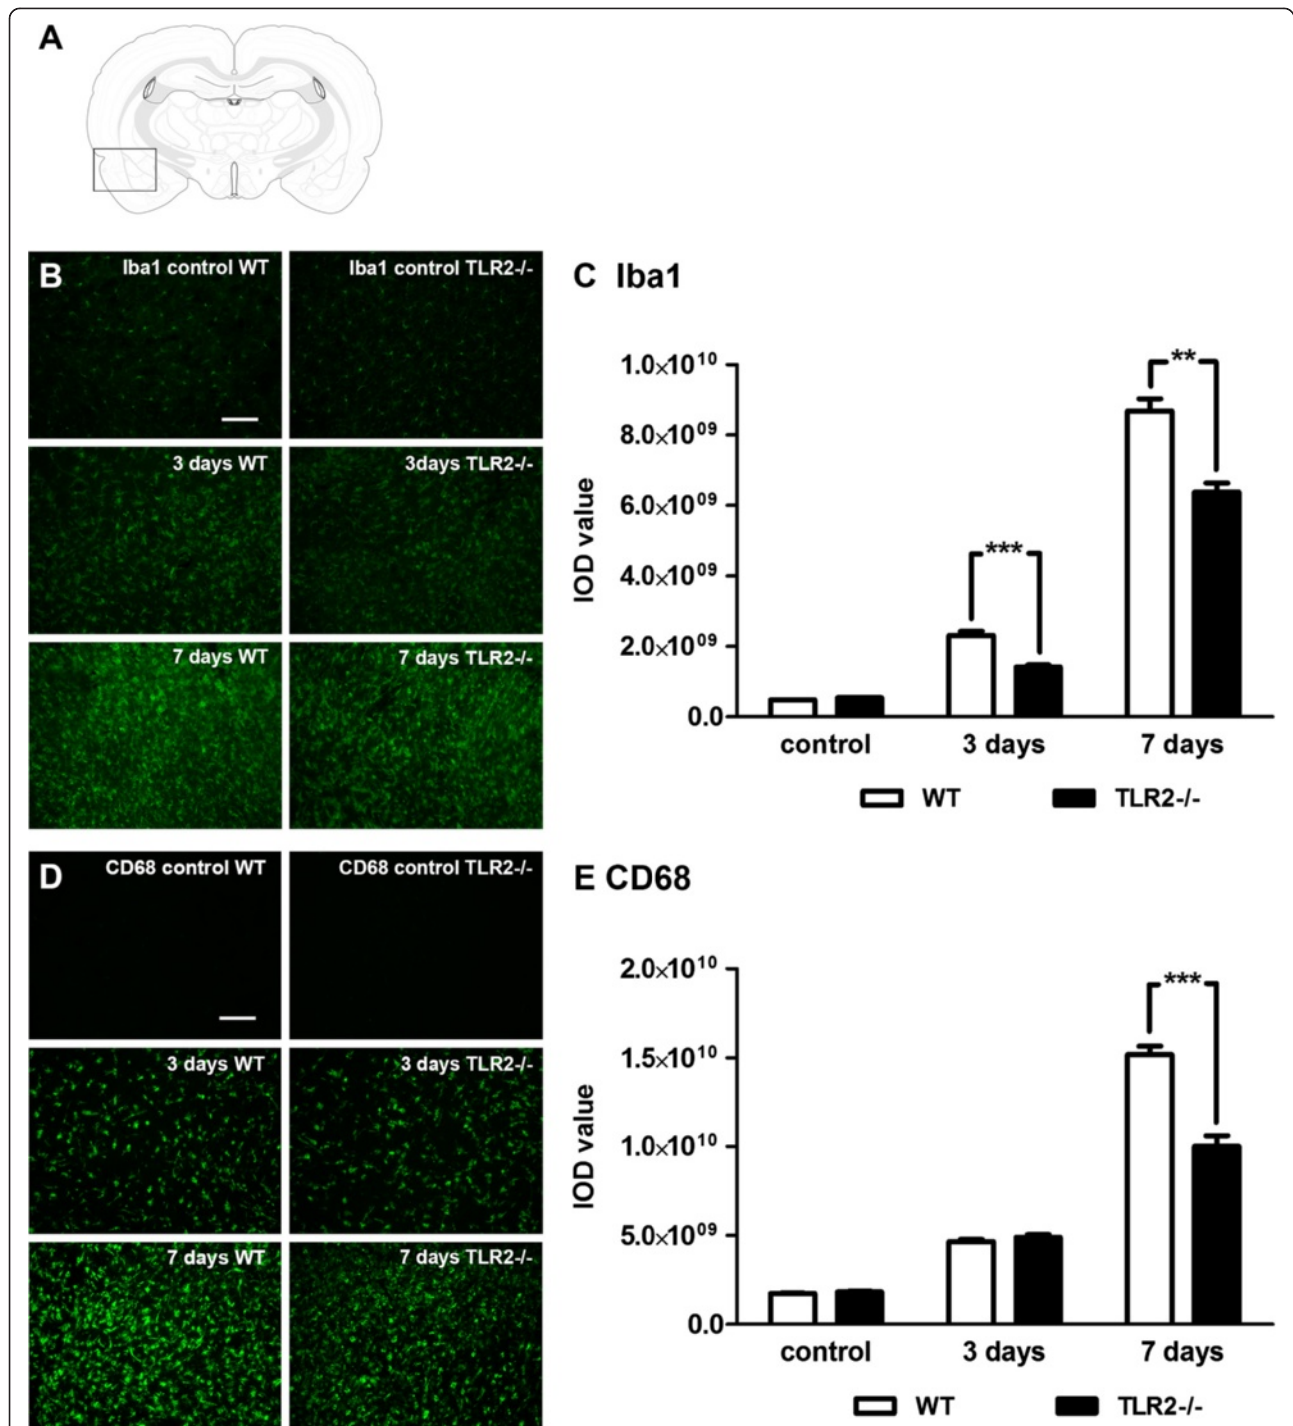 A
B
Iba1 control WT
Iba1 control TLR2-/-
3 days WT
3days TLR2-/-
7 days WT
7 days TLR2-/-
C Iba1
IOD value
1.0×10¹⁰
8.0×10⁰⁹
6.0×10⁰⁹
4.0×10⁰⁹
2.0×10⁰⁹
0.0
***
**
control 3 days 7 days
WT TLR2-/-
D
CD68 control WT
CD68 control TLR2-/-
3 days WT
3 days TLR2-/-
7 days WT
7 days TLR2-/-
E CD68
IOD value
2.0×10¹⁰
1.5×10¹⁰
1.0×10¹⁰
5.0×10⁰⁹
0.0
***
control 3 days 7 days
WT TLR2-/-